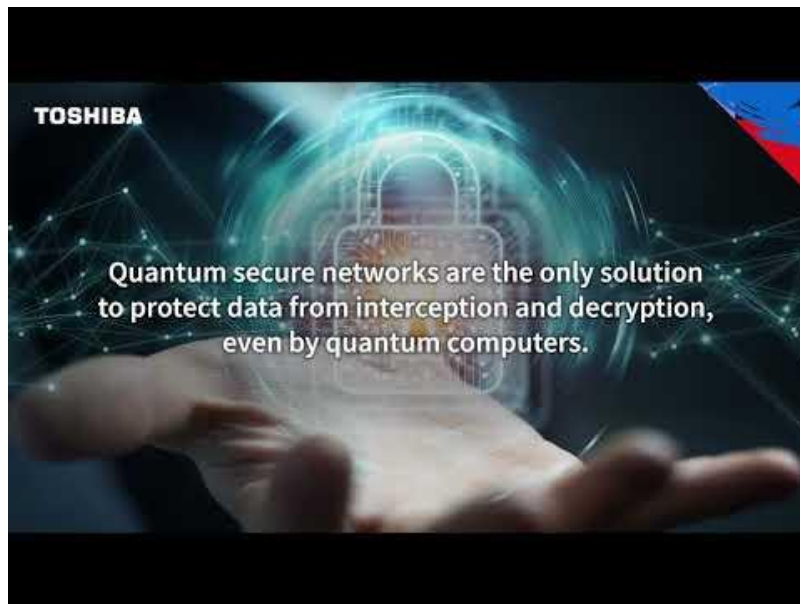 TOSHIBA
Quantum secure networks are the only solution
to protect data from interception and decryption,
even by quantum computers.